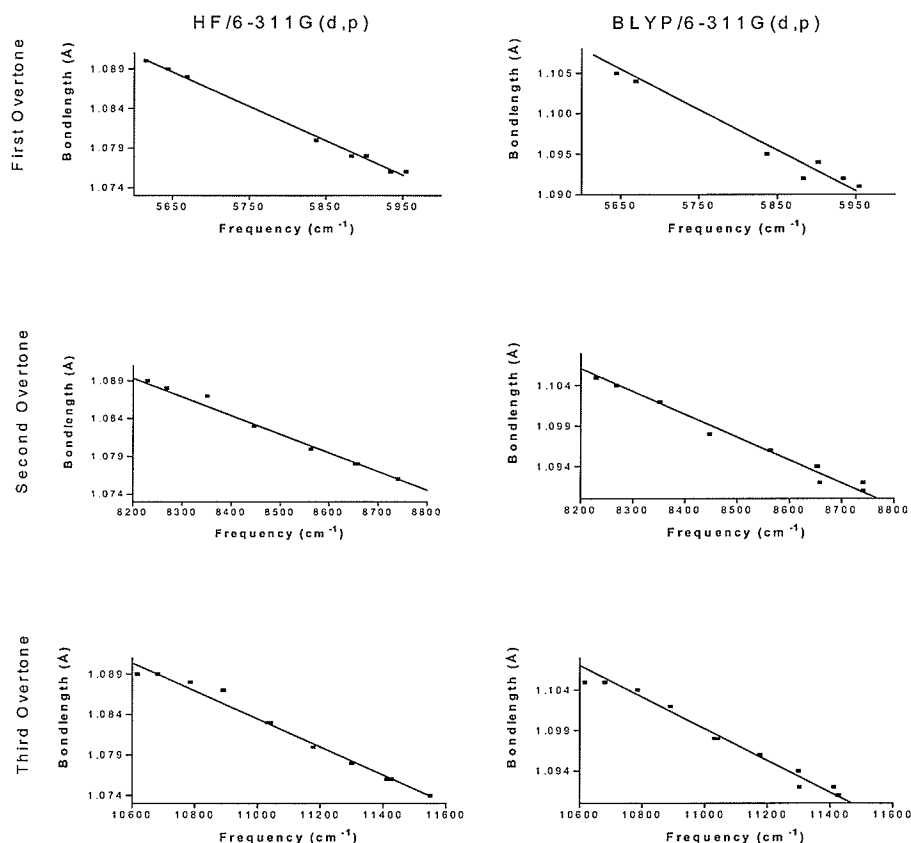 HF/6-311G(d,p)
BLYP/6-311G(d,p)
First Overtone
Bondlength (Å)
1.089
1.084
1.079
1.074
5650 5750 5850 5950
Frequency (cm-1)
Bondlength (Å)
1.105
1.100
1.095
1.090
5650 5750 5850 5950
Frequency (cm-1)
Second Overtone
Bondlength (Å)
1.089
1.084
1.079
1.074
8200 8300 8400 8500 8600 8700 8800
Frequency (cm-1)
Bondlength (Å)
1.104
1.098
1.094
8200 8300 8400 8500 8600 8700 8800
Frequency (cm-1)
Third Overtone
Bondlength (Å)
1.089
1.084
1.079
1.074
10600 10800 11000 11200 11400 11600
Frequency (cm-1)
Bondlength (Å)
1.104
1.098
1.094
10600 10800 11000 11200 11400 11600
Frequency (cm-1)